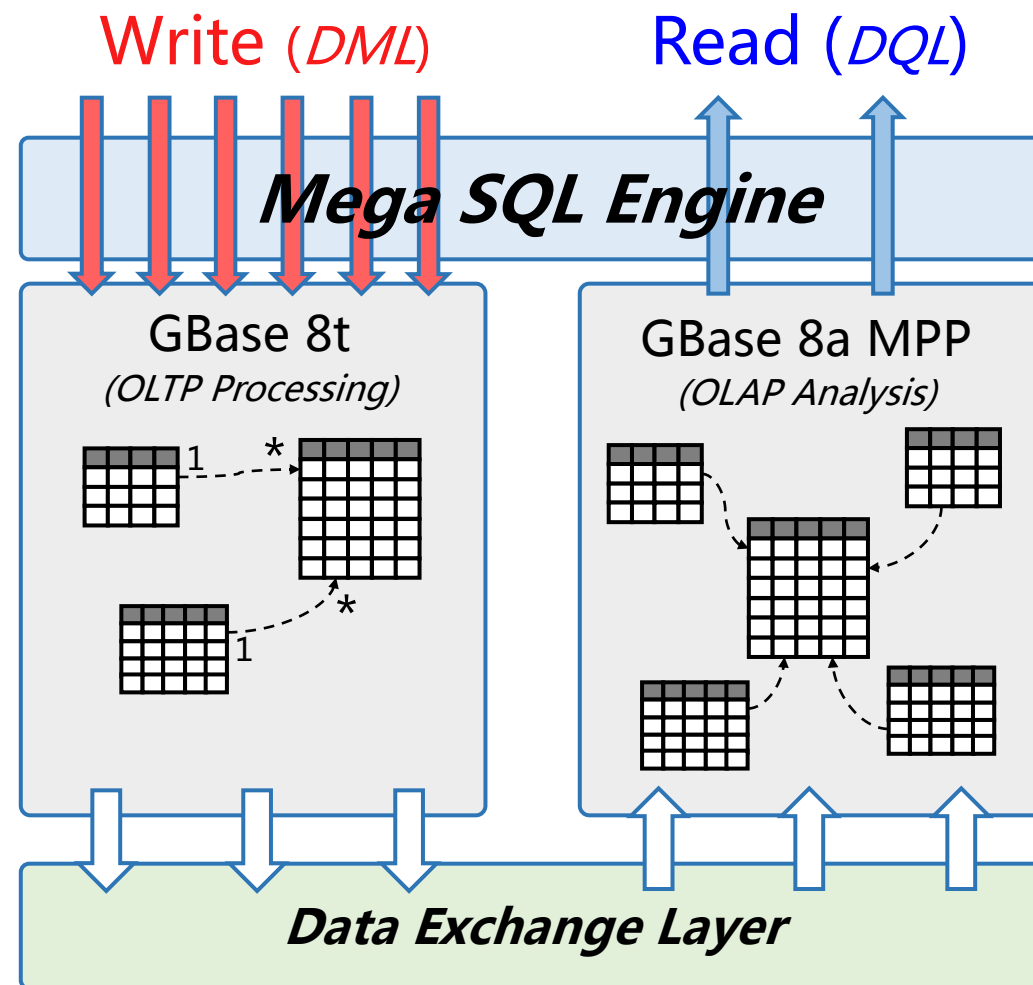 Write (DML)
Read (DQL)
Mega SQL Engine
GBase 8t
(OLTP Processing)
GBase 8a MPP
(OLAP Analysis)
1
*
*
1
Data Exchange Layer